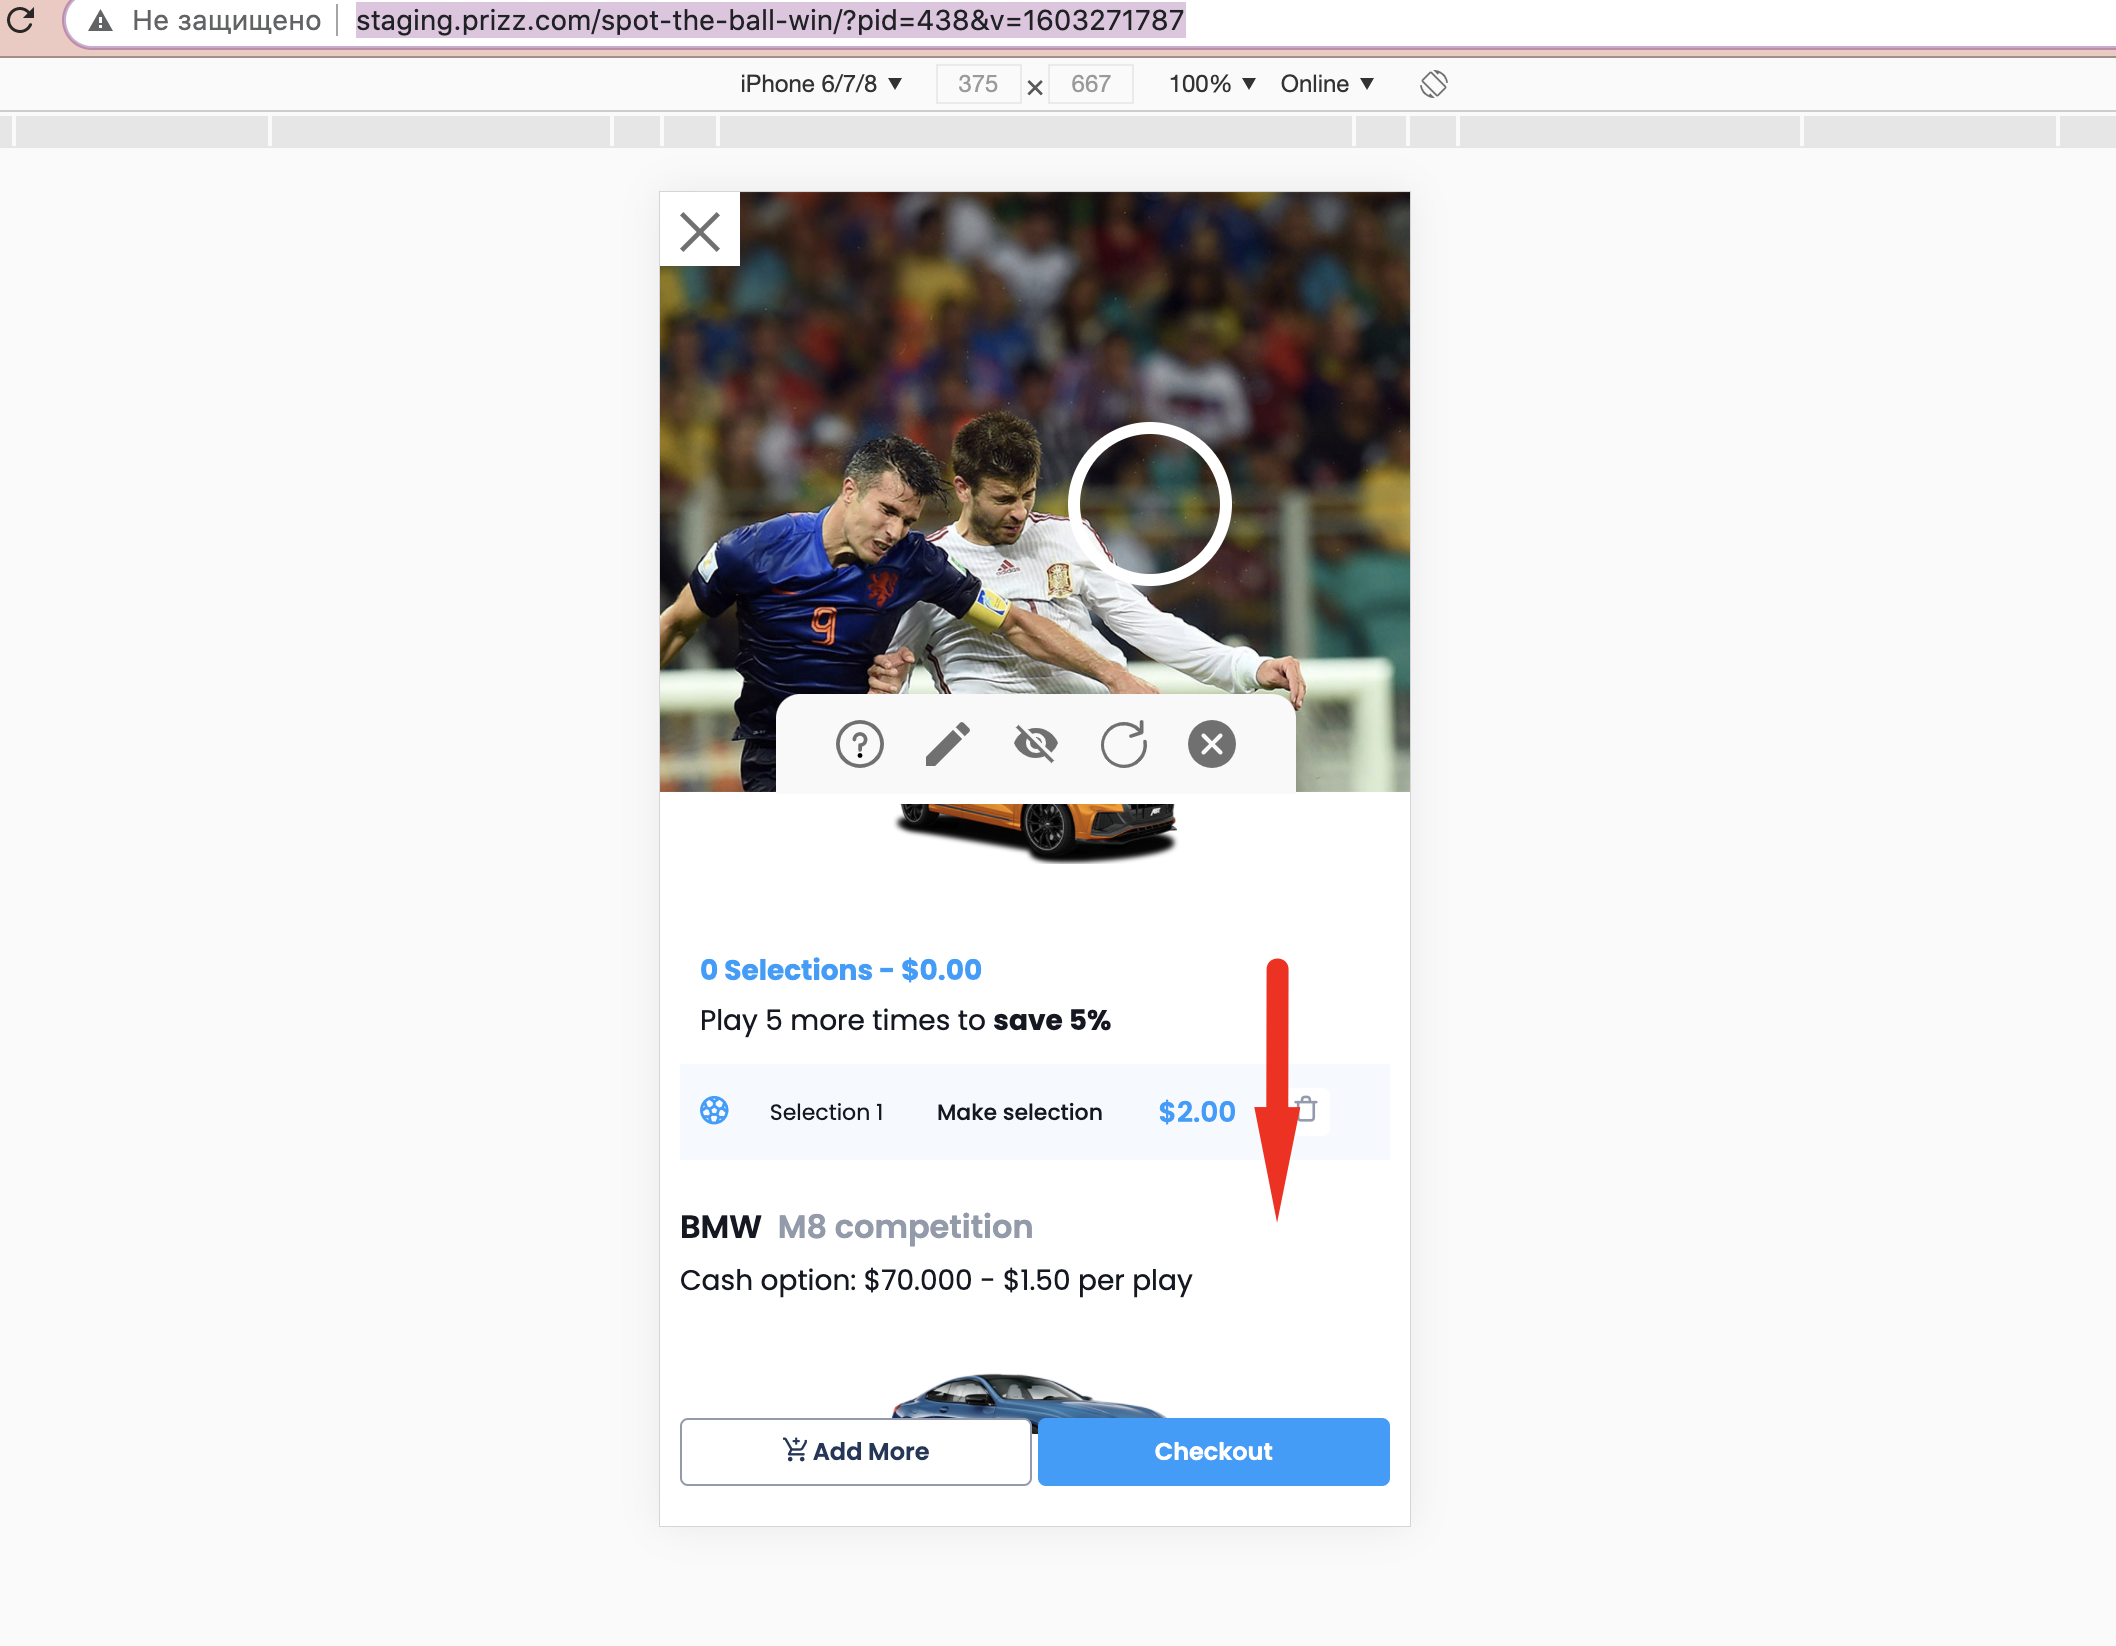 Не защищено staging.prizz.com/spot-the-ball-win/?pid=438&v=1603271787
iPhone 6/7/8 ▼ 375 × 667 100% ▼ Online ▼
adidas
9
?
0 Selections - $0.00
Play 5 more times to save 5%
Selection 1 Make selection $2.00
BMW M8 competition
Cash option: $70.000 - $1.50 per play
Add More
Checkout